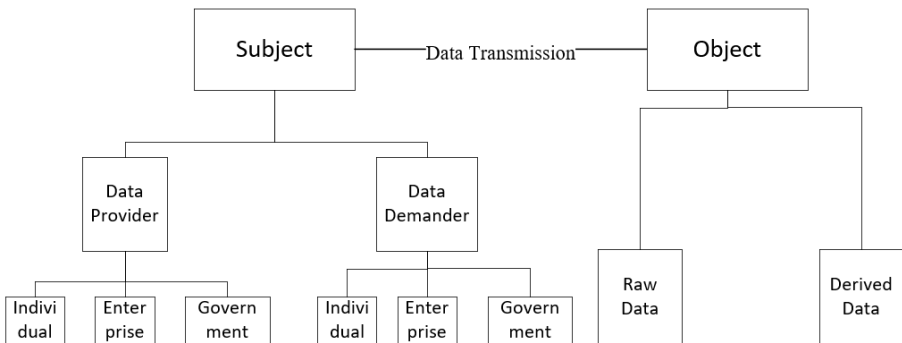 Subject
Data Transmission
Object
Data
Provider
Data
Demander
Indivi
dual
Enter
prise
Govern
ment
Indivi
dual
Enter
prise
Govern
ment
Raw
Data
Derived
Data